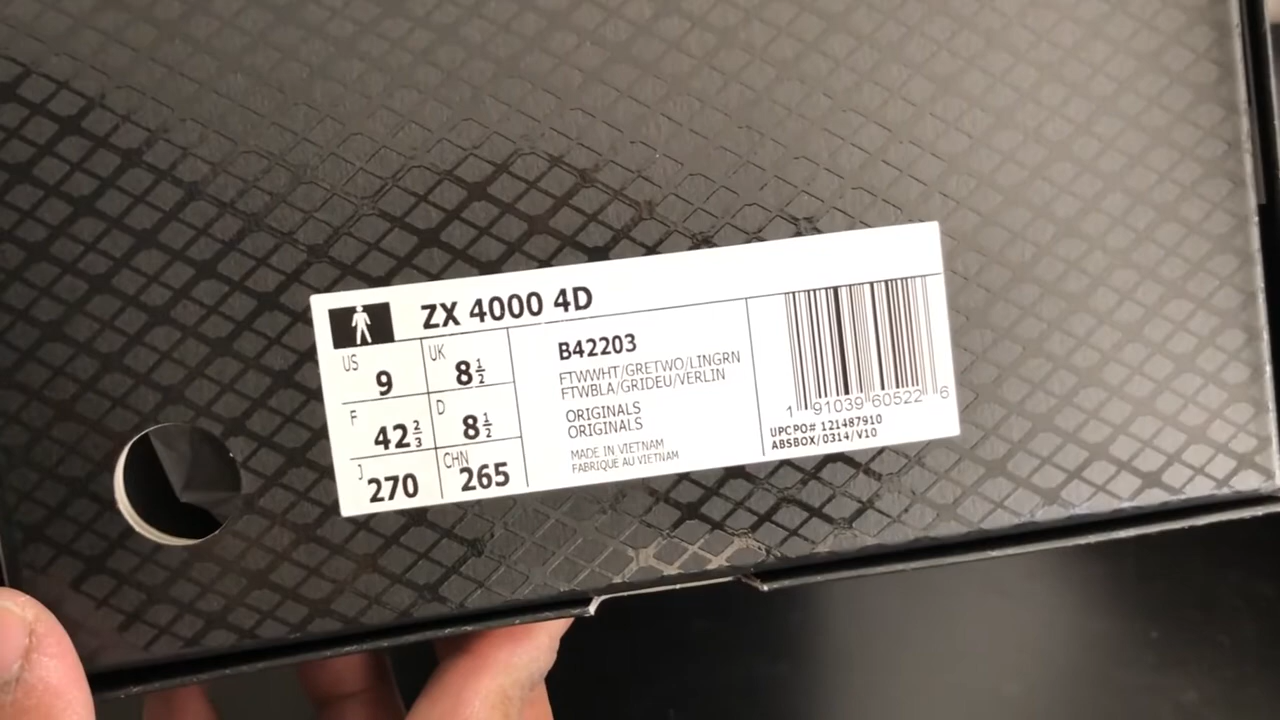 ZX 4000 4D
US 9 UK 8½
F 42⅔ D 8½
J 270 CHN 265
B42203
FTWWHT/GRETWO/LINGRN
FTWBLA/GRIDEU/VERLIN
ORIGINALS
ORIGINALS
MADE IN VIETNAM
FABRIQUE AU VIETNAM
1 91039 60522 6
UPC PO# 121487910
ABSBOX/0314/V10